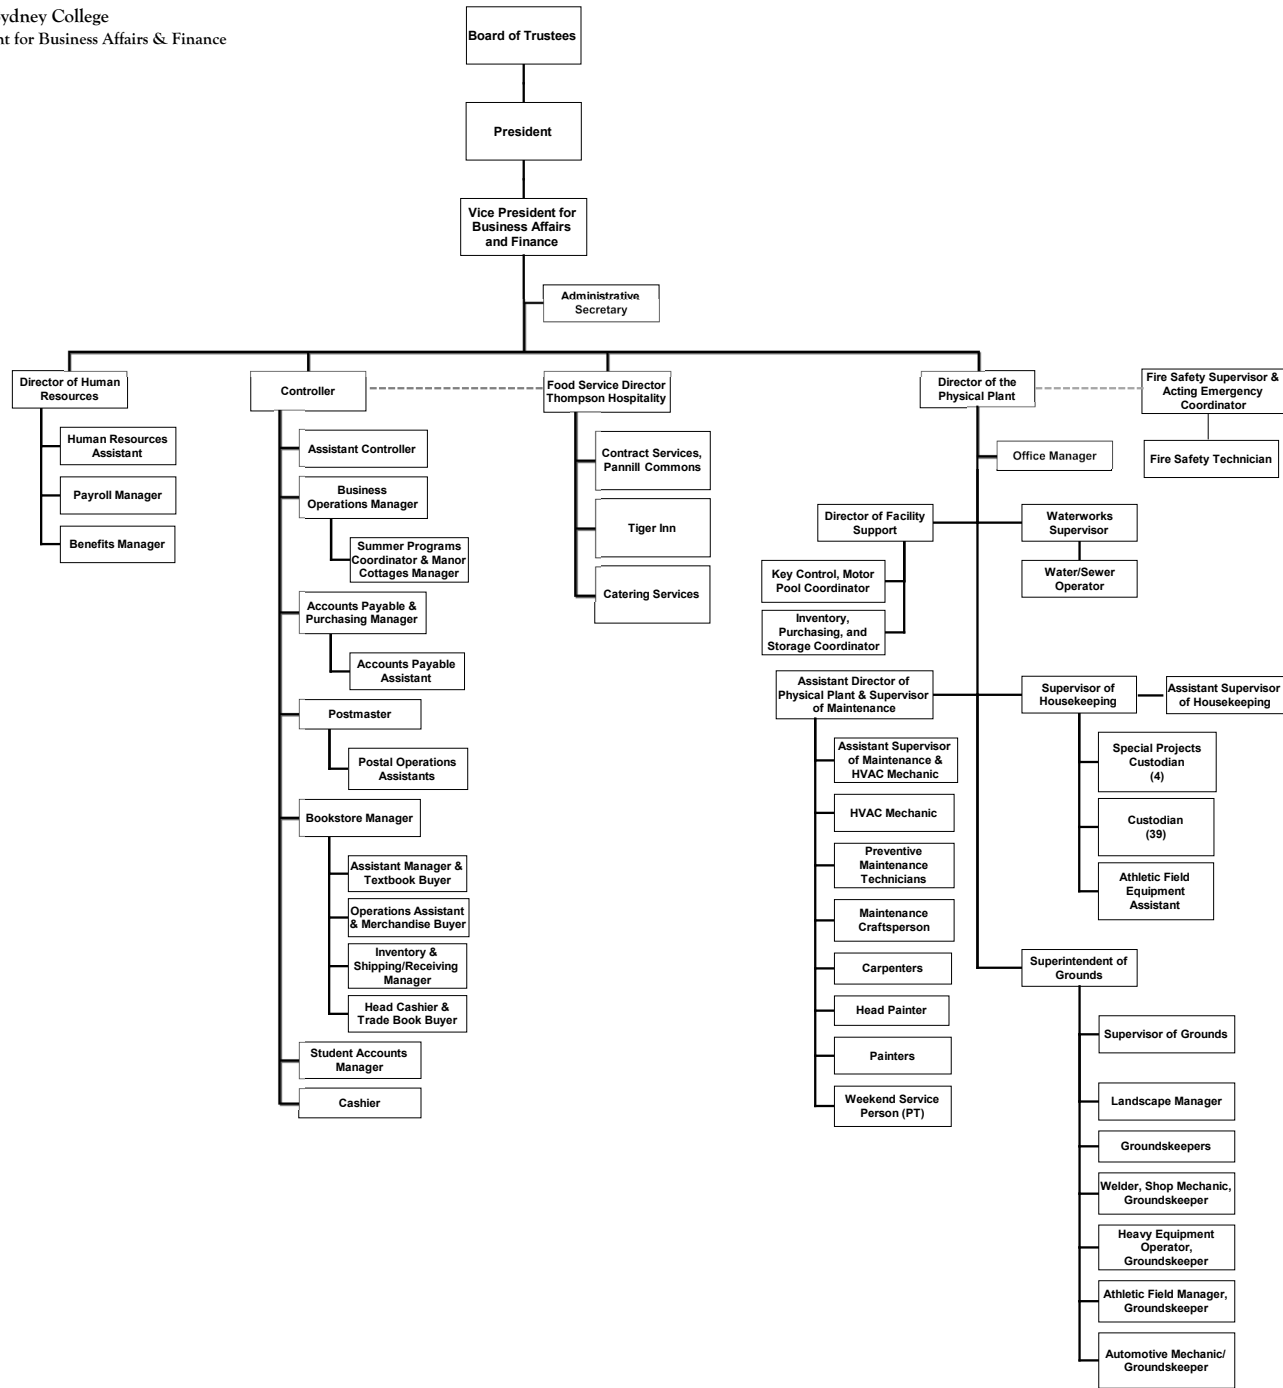 ydney College
nt for Business Affairs & Finance
Board of Trustees
President
Vice President for
Business Affairs
and Finance
Administrative
Secretary
Director of Human
Resources
Human Resources
Assistant
Payroll Manager
Benefits Manager
Controller
Assistant Controller
Business
Operations Manager
Summer Programs
Coordinator & Manor
Cottages Manager
Accounts Payable &
Purchasing Manager
Accounts Payable
Assistant
Postmaster
Postal Operations
Assistants
Bookstore Manager
Assistant Manager &
Textbook Buyer
Operations Assistant
& Merchandise Buyer
Inventory &
Shipping/Receiving
Manager
Head Cashier &
Trade Book Buyer
Student Accounts
Manager
Cashier
Food Service Director
Thompson Hospitality
Contract Services,
Pannill Commons
Tiger Inn
Catering Services
Director of the
Physical Plant
Fire Safety Supervisor &
Acting Emergency
Coordinator
Fire Safety Technician
Office Manager
Director of Facility
Support
Key Control, Motor
Pool Coordinator
Inventory,
Purchasing, and
Storage Coordinator
Waterworks
Supervisor
Water/Sewer
Operator
Assistant Director of
Physical Plant & Supervisor
of Maintenance
Assistant Supervisor
of Maintenance &
HVAC Mechanic
HVAC Mechanic
Preventive
Maintenance
Technicians
Maintenance
Craftsperson
Carpenters
Head Painter
Painters
Weekend Service
Person (PT)
Supervisor of
Housekeeping
Assistant Supervisor
of Housekeeping
Special Projects
Custodian
(4)
Custodian
(39)
Athletic Field
Equipment
Assistant
Superintendent of
Grounds
Supervisor of Grounds
Landscape Manager
Groundskeepers
Welder, Shop Mechanic,
Groundskeeper
Heavy Equipment
Operator,
Groundskeeper
Athletic Field Manager,
Groundskeeper
Automotive Mechanic/
Groundskeeper